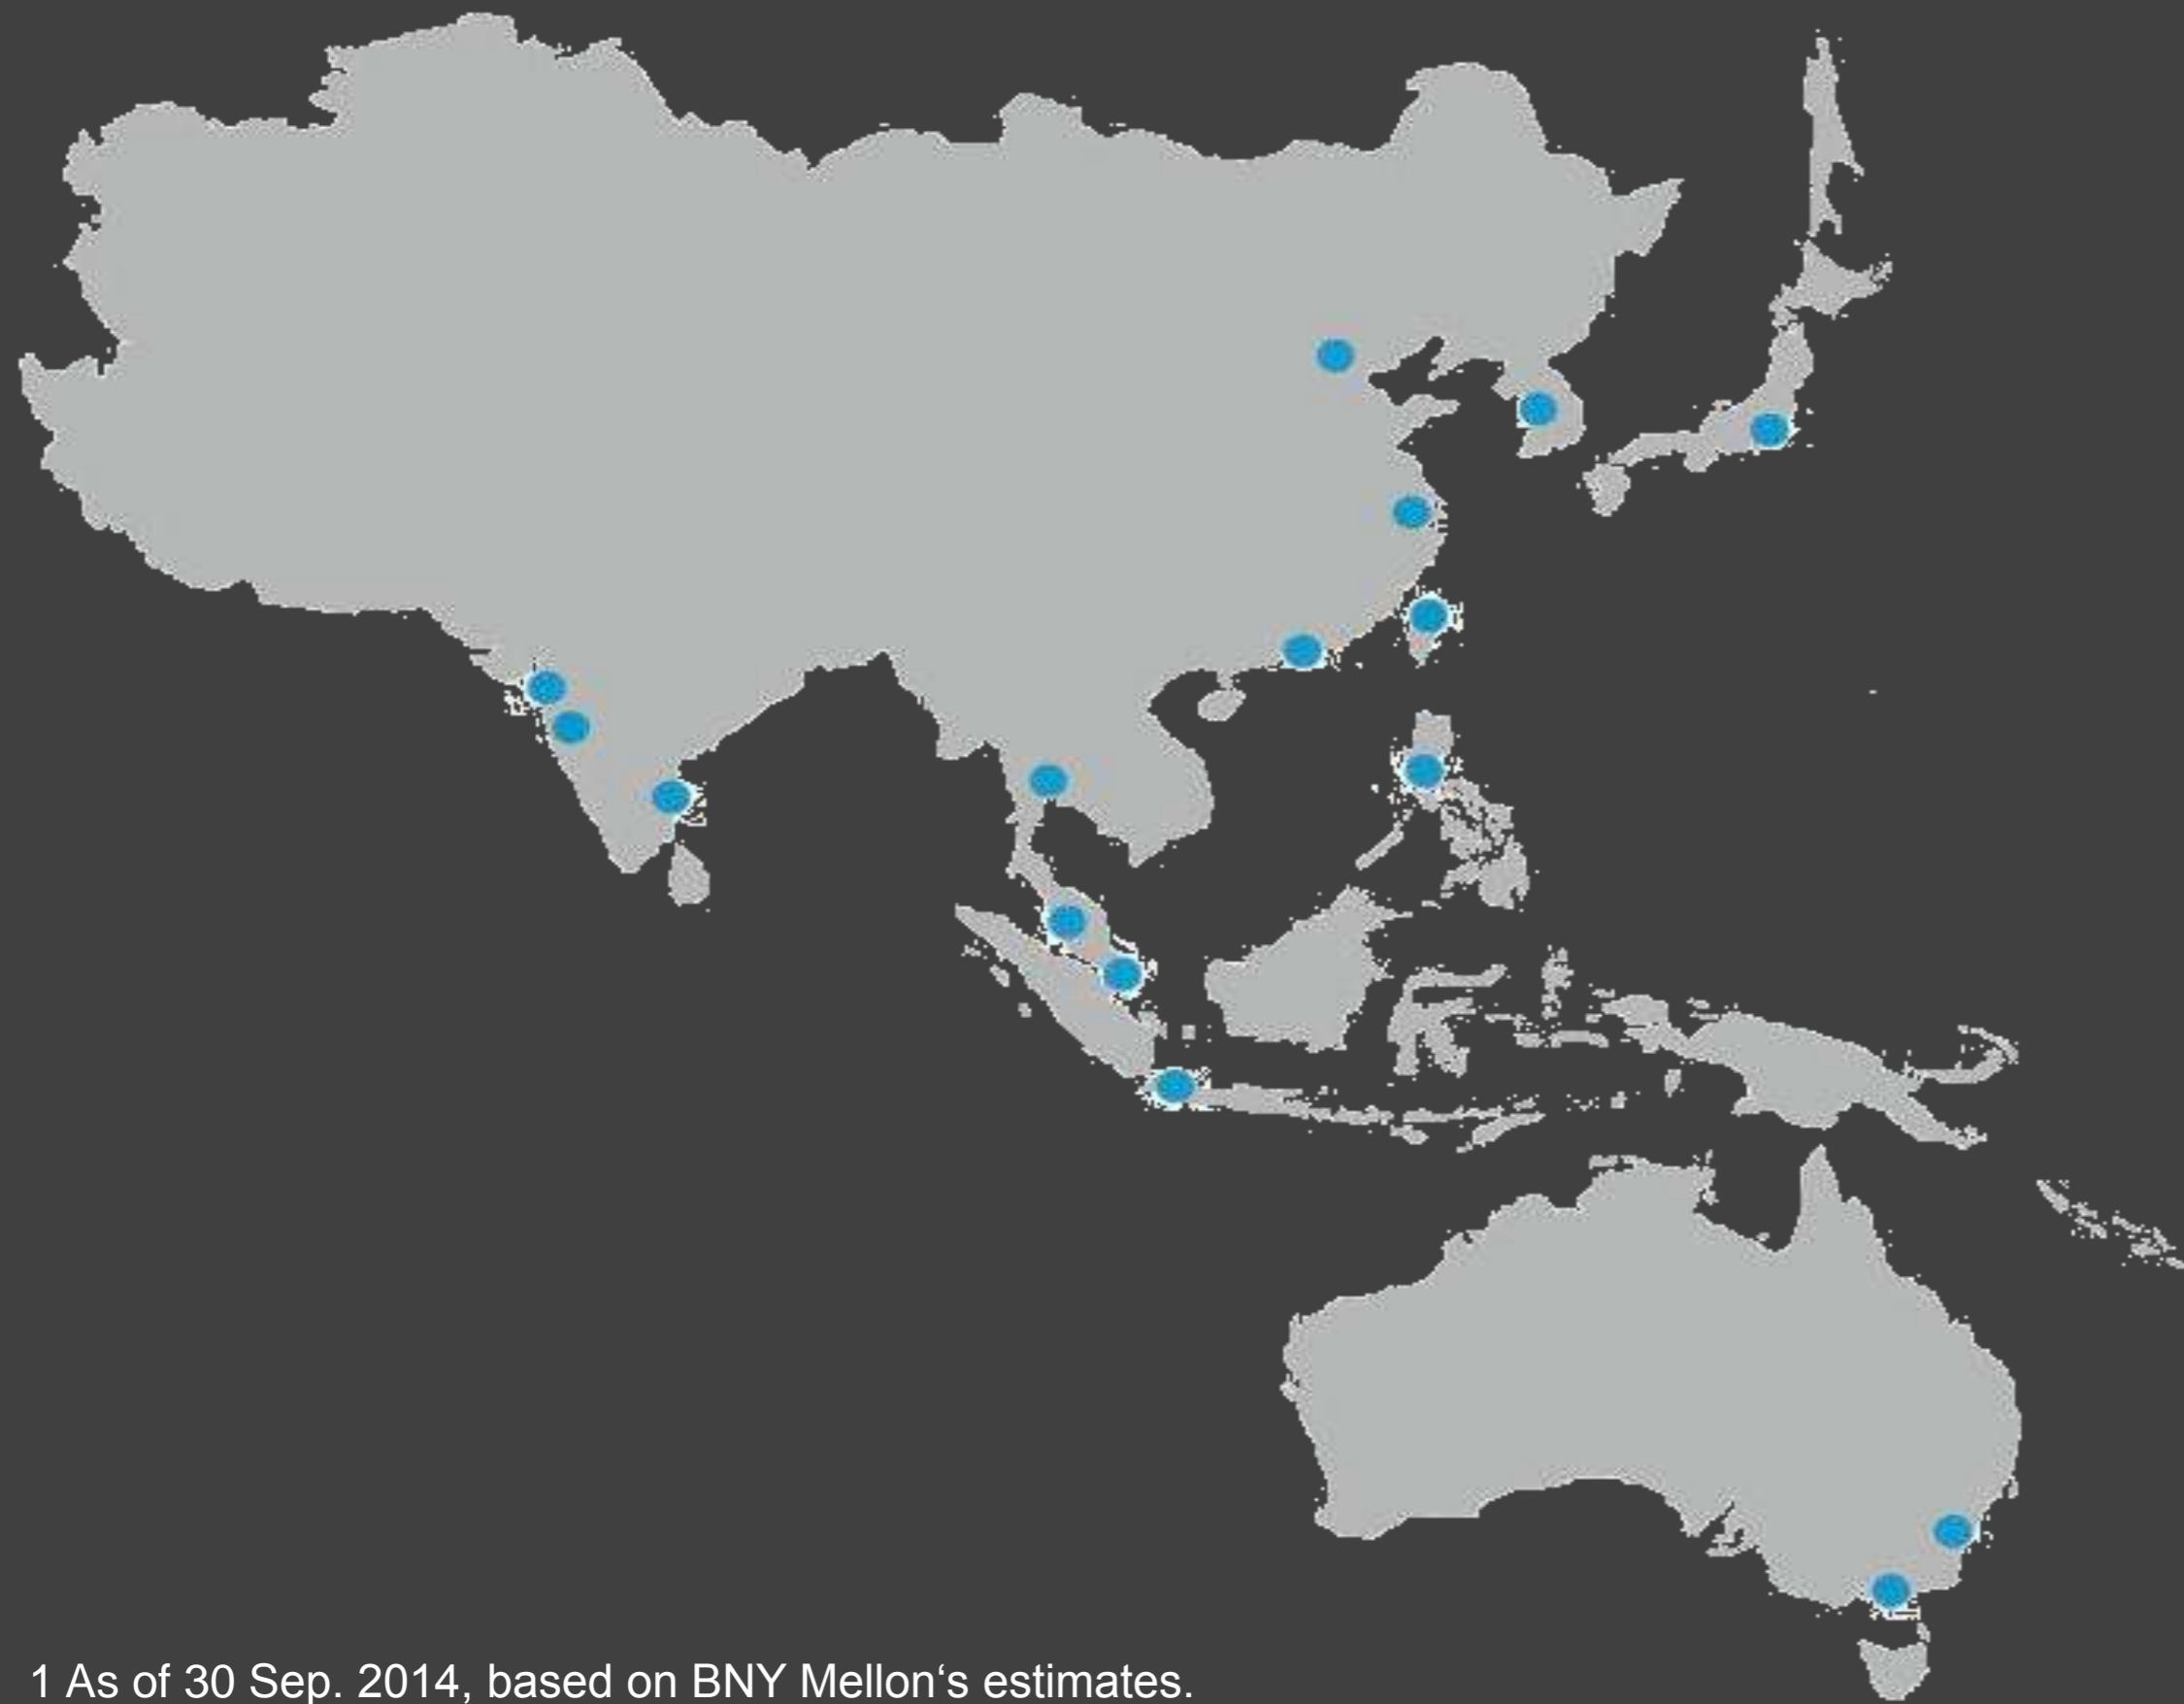 1 As of 30 Sep. 2014, based on BNY Mellon‘s estimates.